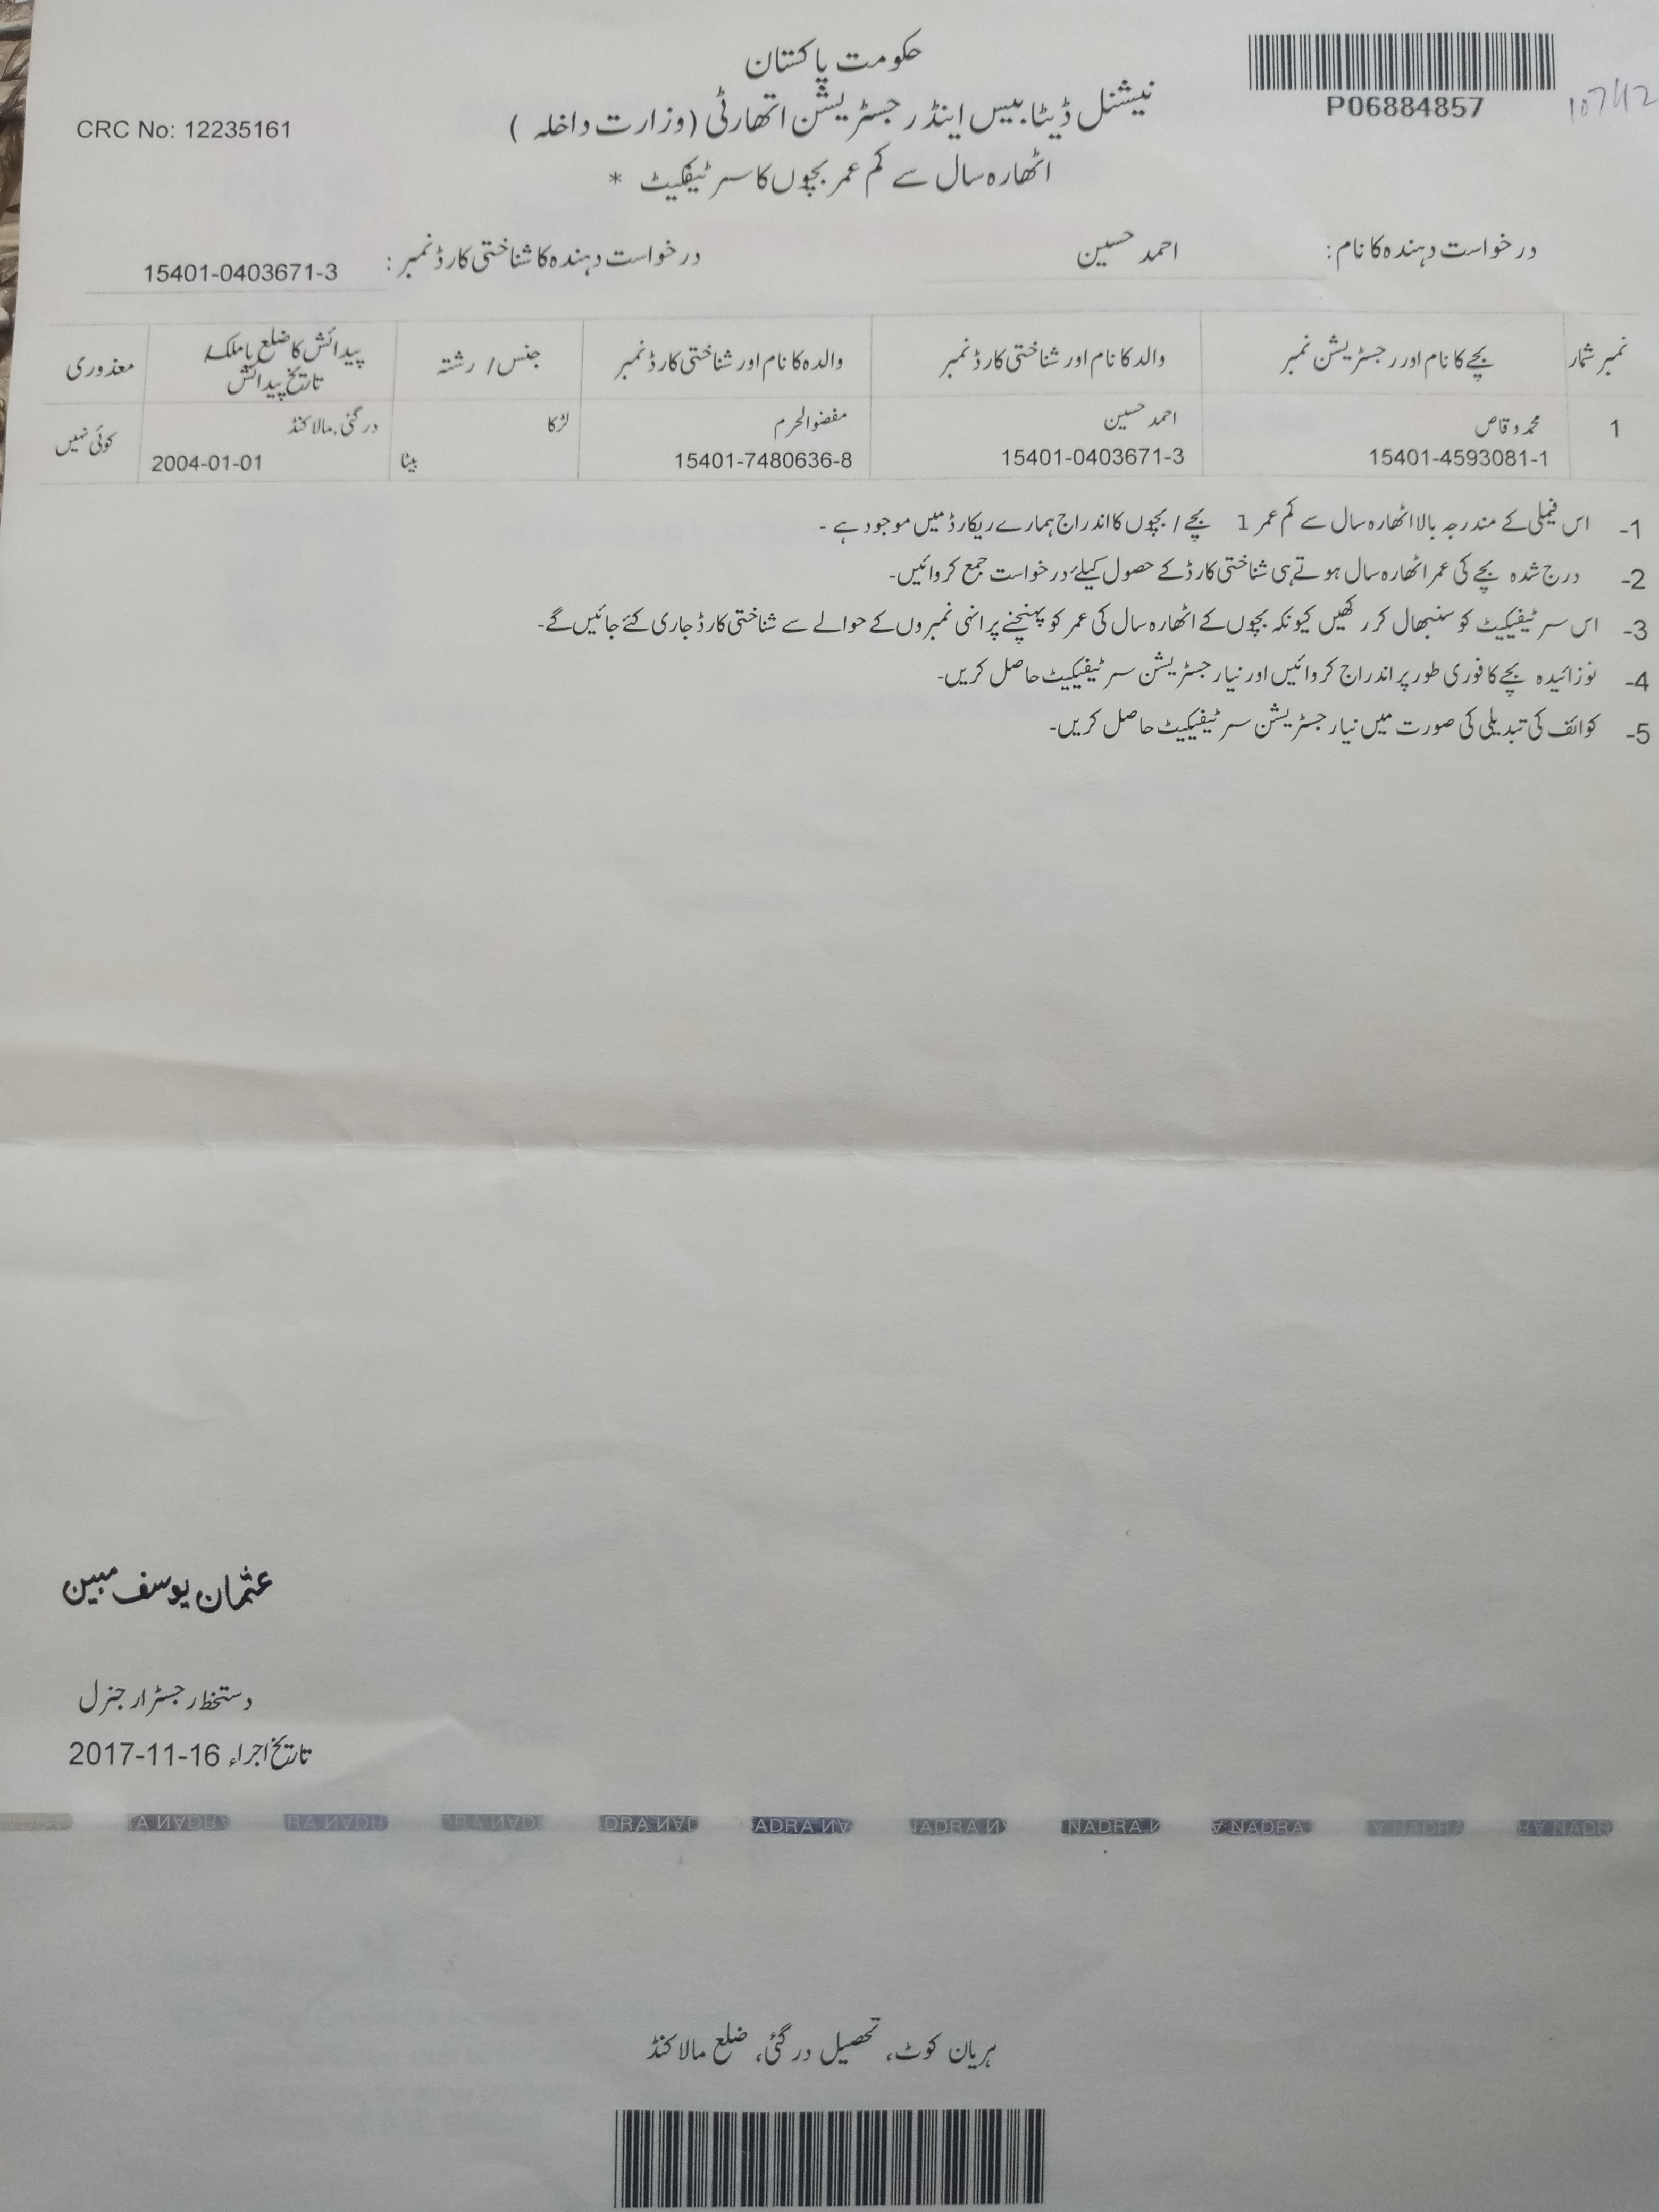 P06884857
حکومت پاکستان
نیشنل ڈیٹا بیس اینڈ رجسٹریشن اتھارٹی (وزارت داخلہ )
CRC No: 12235161
اٹھارہ سال سے کم عمر بچوں کا سرٹیفکیٹ *
درخواست دہندہ کا نام: احمد حسین درخواست دہندہ کا شناختی کارڈ نمبر : 15401-0403671-3
نمبر شمار بچے کا نام اور رجسٹریشن نمبر والد کا نام اور شناختی کارڈ نمبر والدہ کا نام اور شناختی کارڈ نمبر جنس / رشتہ پیدائش کا ضلع یا ملک/ معذوری
تاریخ پیدائش
1 محمد وقاص احمد حسین لڑکا درگئی, مالاکنڈ کوئی نہیں
15401-4593081-1 15401-0403671-3 15401-7480636-8 بیٹا 2004-01-01
1- اس فیملی کے مندرجہ بالا اٹھارہ سال سے کم عمر 1 بچے / بچوں کا اندراج ہمارے ریکارڈ میں موجود ہے -
2- درج شدہ بچے کی عمر اٹھارہ سال ہوتے ہی شناختی کارڈ کے حصول کیلئے درخواست جمع کروائیں-
3- اس سرٹیفیکیٹ کو سنبھال کر رکھیں کیونکہ بچوں کے اٹھارہ سال کی عمر کو پہنچنے پر انہی نمبروں کے حوالے سے شناختی کارڈ جاری کئے جائیں گے-
4- نوزائیدہ بچے کا فوری طور پر اندراج کروائیں اور نیا رجسٹریشن سرٹیفیکیٹ حاصل کریں-
5- کوائف کی تبدیلی کی صورت میں نیا رجسٹریشن سرٹیفیکیٹ حاصل کریں-
عثمان یوسف مبین
دستخط رجسٹرار جنرل
تاریخ اجراء 2017-11-16
NADRA
ہریان کوٹ، تحصیل درگئی، ضلع مالاکنڈ